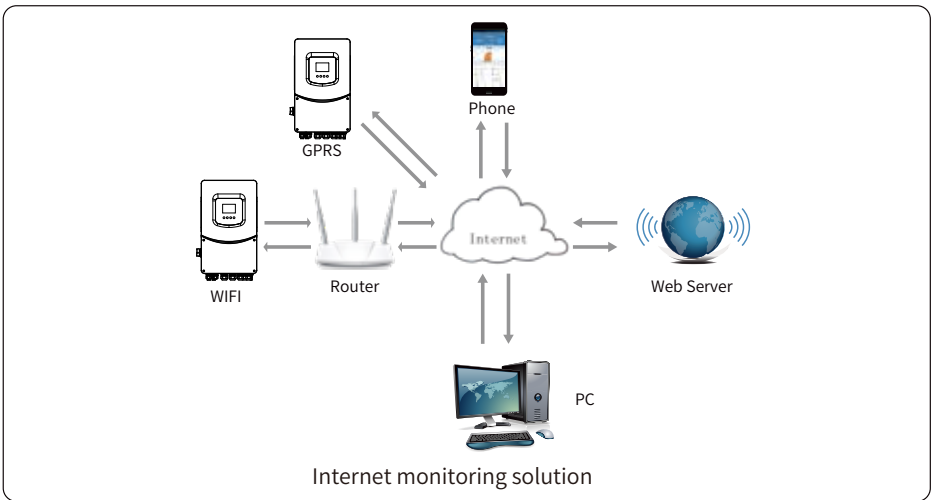 Phone
GPRS
Internet
WIFI
Router
Web Server
PC
Internet monitoring solution